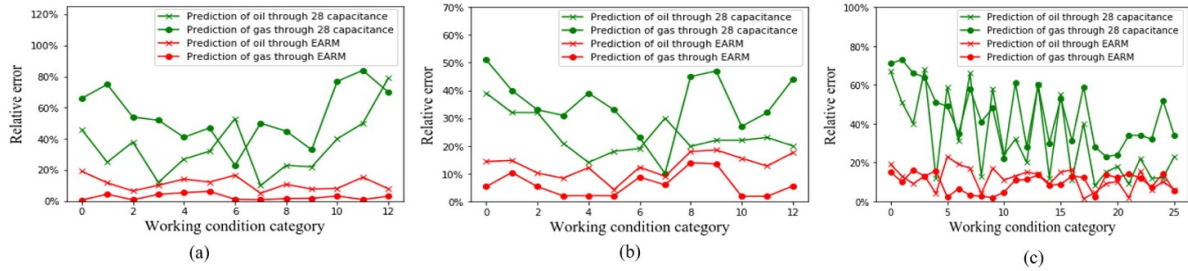 120%
100%
80%
60%
40%
20%
0%
Relative error
Prediction of oil through 28 capacitance
Prediction of gas through 28 capacitance
Prediction of oil through EARM
Prediction of gas through EARM
0 2 4 6 8 10 12
Working condition category
(a)
70%
60%
50%
40%
30%
20%
10%
0%
Relative error
Prediction of oil through 28 capacitance
Prediction of gas through 28 capacitance
Prediction of oil through EARM
Prediction of gas through EARM
0 2 4 6 8 10 12
Working condition category
(b)
100%
80%
60%
40%
20%
0%
Relative error
Prediction of oil through 28 capacitance
Prediction of gas through 28 capacitance
Prediction of oil through EARM
Prediction of gas through EARM
0 5 10 15 20 25
Working condition category
(c)